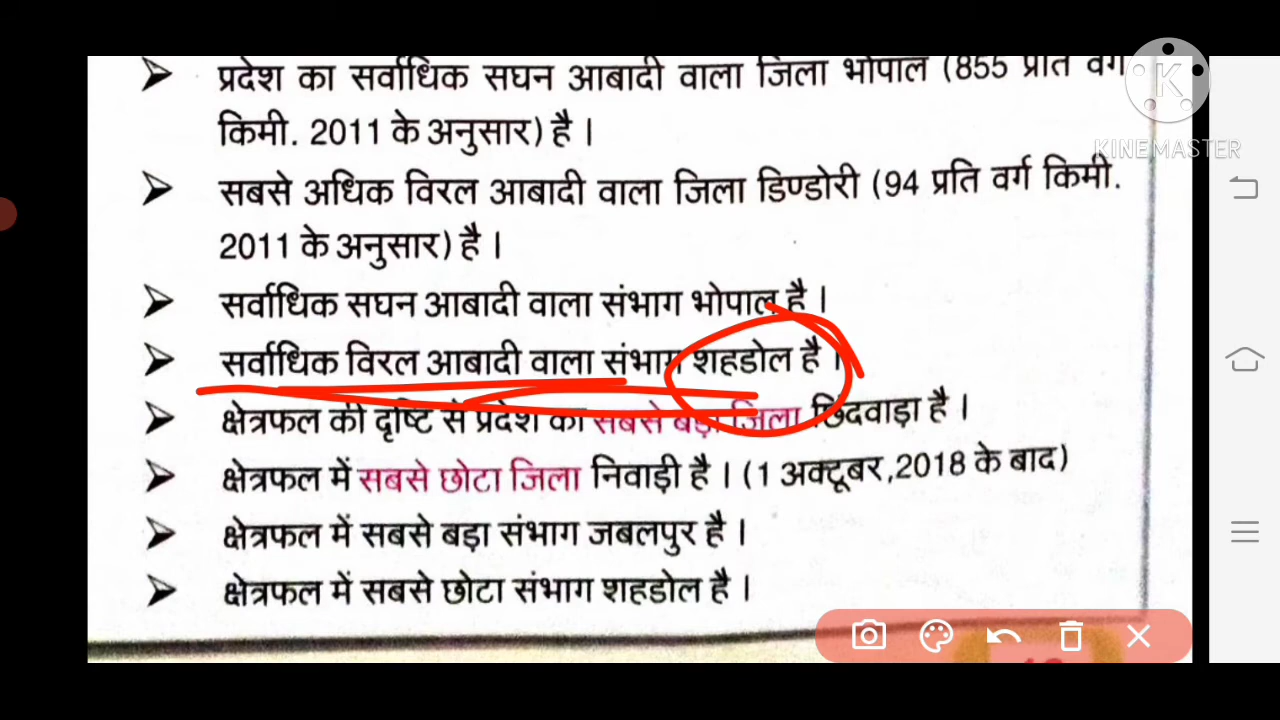 प्रदेश का सर्वाधिक सघन आबादी वाला जिला भोपाल (855 प्रति वर्ग
किमी. 2011 के अनुसार) है ।
सबसे अधिक विरल आबादी वाला जिला डिण्डोरी (94 प्रति वर्ग किमी.
2011 के अनुसार) है ।
सर्वाधिक सघन आबादी वाला संभाग भोपाल है ।
सर्वाधिक विरल आबादी वाला संभाग शहडोल है ।
क्षेत्रफल की दृष्टि से प्रदेश का सबसे बड़ा जिला छिंदवाड़ा है ।
क्षेत्रफल में सबसे छोटा जिला निवाड़ी है । (1 अक्टूबर,2018 के बाद)
क्षेत्रफल में सबसे बड़ा संभाग जबलपुर है ।
क्षेत्रफल में सबसे छोटा संभाग शहडोल है ।
K
KINEMASTER